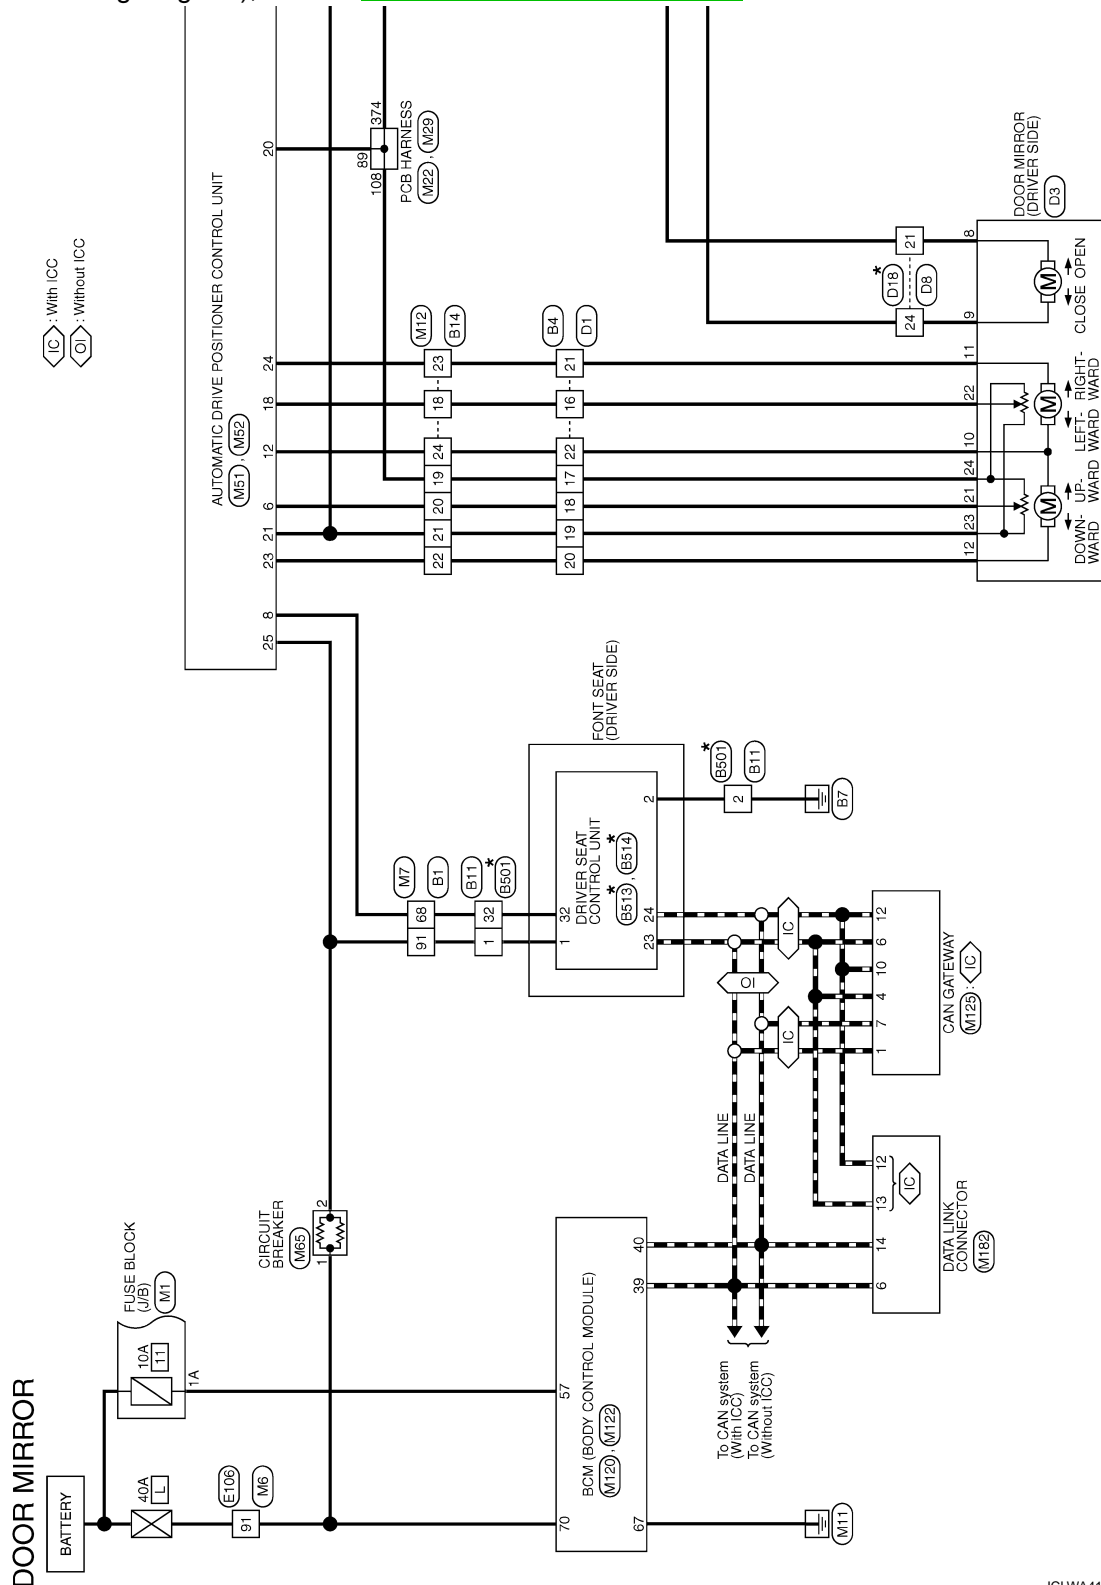 DOOR MIRROR
BATTERY
40A
L
E106
M6
91
FUSE BLOCK
(J/B)
M1
10A
11
1A
CIRCUIT
BREAKER
M65
1
2
IC : With ICC
OI : Without ICC
AUTOMATIC DRIVE POSITIONER CONTROL UNIT
M51 , M52
25
8
23
21
6
12
18
24
20
89
108
374
PCB HARNESS
M22 , M29
M12
B14
22
21
20
19
24
18
23
B4
D1
20
19
18
17
22
16
21
*
D18
D8
24
21
DOOR MIRROR
(DRIVER SIDE)
D3
12
23
21
24
10
22
11
9
8
M
M
M
DOWN-
WARD
UP-
WARD
LEFT-
WARD
RIGHT-
WARD
CLOSE
OPEN
M7
B1
91
68
B11
*
B501
1
32
FONT SEAT
(DRIVER SIDE)
DRIVER SEAT
CONTROL UNIT
*
B513 ,
*
B514
1
32
2
23
24
*
B501
B11
2
B7
BCM (BODY CONTROL MODULE)
M120 , M122
70
57
67
39
40
M11
To CAN system
(With ICC)
To CAN system
(Without ICC)
DATA LINE
DATA LINE
OI
IC
IC
CAN GATEWAY
M125 : IC
1
7
4
10
6
12
DATA LINK
CONNECTOR
M182
6
14
13
12
IC